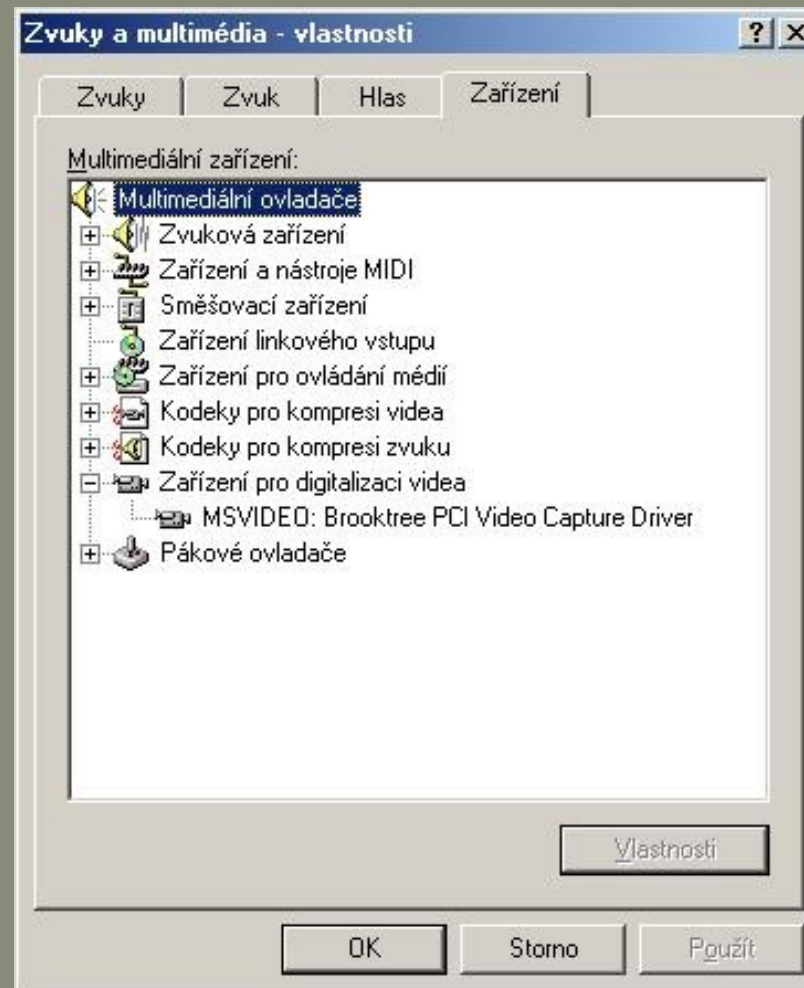 Zvuky a multimédia - vlastnosti
Zvuky Zvuk Hlas Zařízení
Multimediální zařízení:
Multimediální ovladače
Zvuková zařízení
Zařízení a nástroje MIDI
Směšovací zařízení
Zařízení linkového vstupu
Zařízení pro ovládání médií
Kodeky pro kompresi videa
Kodeky pro kompresi zvuku
Zařízení pro digitalizaci videa
MSVIDEO: Brooktree PCI Video Capture Driver
Pákové ovladače
Vlastnosti
OK Storno Použít